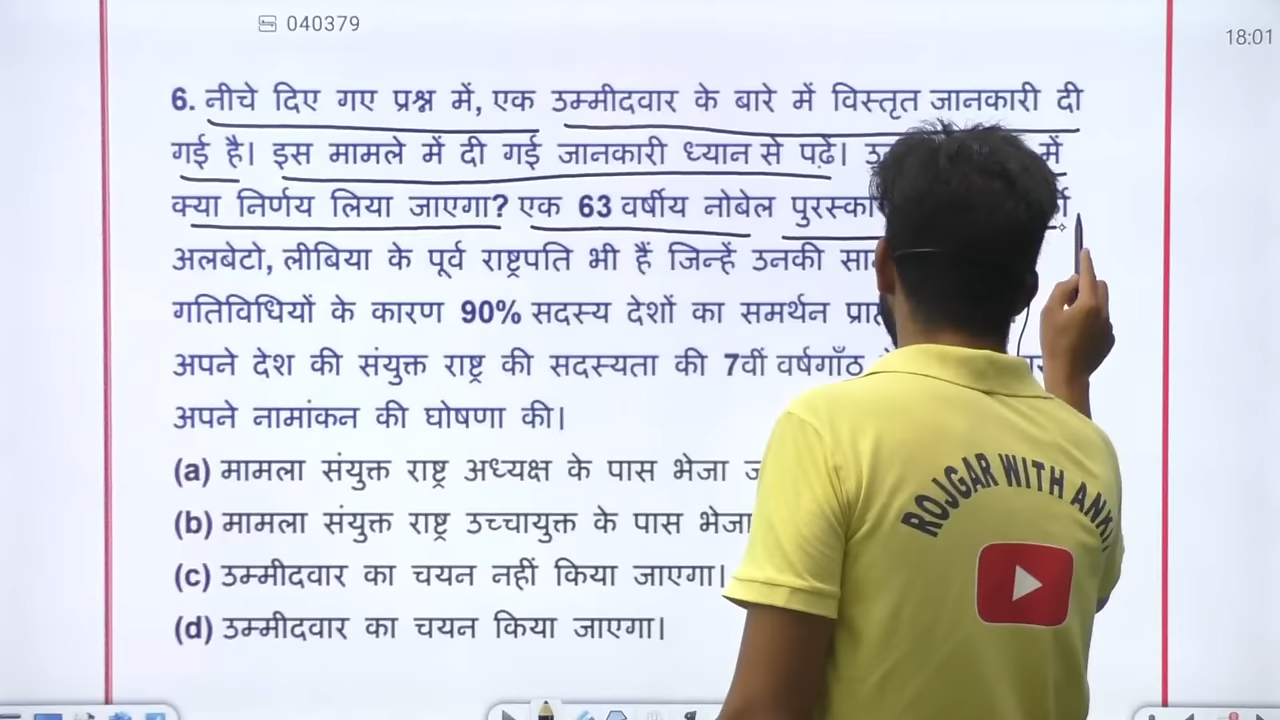 040379
18:01
6. नीचे दिए गए प्रश्न में, एक उम्मीदवार के बारे में विस्तृत जानकारी दी
गई है। इस मामले में दी गई जानकारी ध्यान से पढ़ें। में
क्या निर्णय लिया जाएगा? एक 63 वर्षीय नोबेल
अलबेटो, लीबिया के पूर्व राष्ट्रपति भी हैं जिन्हें उनकी
गतिविधियों के कारण 90% सदस्य देशों का समर्थन
अपने देश की संयुक्त राष्ट्र की सदस्यता की 7वीं वर्षगाँठ
अपने नामांकन की घोषणा की।
(a) मामला संयुक्त राष्ट्र अध्यक्ष के पास भेजा
(b) मामला संयुक्त राष्ट्र उच्चायुक्त के पास भेजा
(c) उम्मीदवार का चयन नहीं किया जाएगा।
(d) उम्मीदवार का चयन किया जाएगा।
ROJGAR WITH